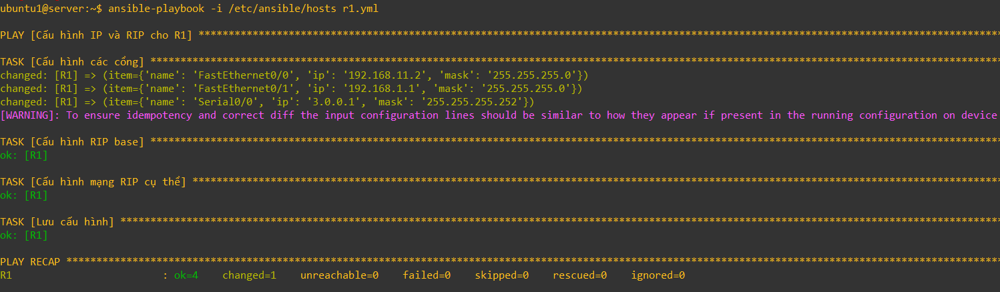 ubuntu1@server:~$ ansible-playbook -i /etc/ansible/hosts r1.yml
PLAY [Cấu hình IP và RIP cho R1] ****************************************************************************************************************************************
TASK [Cấu hình các cổng] ************************************************************************************************************************************************
changed: [R1] => (item={'name': 'FastEthernet0/0', 'ip': '192.168.11.2', 'mask': '255.255.255.0'})
changed: [R1] => (item={'name': 'FastEthernet0/1', 'ip': '192.168.1.1', 'mask': '255.255.255.0'})
changed: [R1] => (item={'name': 'Serial0/0', 'ip': '3.0.0.1', 'mask': '255.255.255.252'})
[WARNING]: To ensure idempotency and correct diff the input configuration lines should be similar to how they appear if present in the running configuration on device
TASK [Cấu hình RIP base] ************************************************************************************************************************************************
ok: [R1]
TASK [Cấu hình mạng RIP cụ thể] *****************************************************************************************************************************************
ok: [R1]
TASK [Lưu cấu hình] *****************************************************************************************************************************************************
ok: [R1]
PLAY RECAP **************************************************************************************************************************************************************
R1                         : ok=4    changed=1    unreachable=0    failed=0    skipped=0    rescued=0    ignored=0